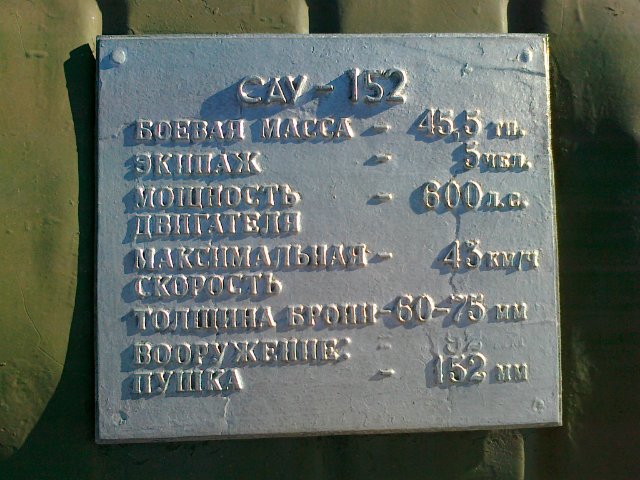 САУ - 152
БОЕВАЯ МАССА - 45,5 тн.
ЭКИПАЖ - 5 чел.
МОЩНОСТЬ - 600 л.с.
ДВИГАТЕЛЯ
МАКСИМАЛЬНАЯ - 43 км/ч
СКОРОСТЬ
ТОЛЩИНА БРОНИ - 60-75 мм
ВООРУЖЕНИЕ:
ПУШКА - 152 мм